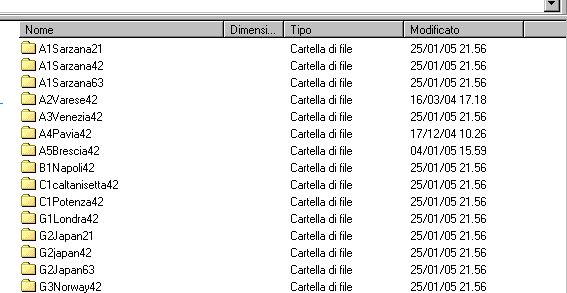 Nome Dimensi... Tipo Modificato
A1Sarzana21 Cartella di file 25/01/05 21.56
A1Sarzana42 Cartella di file 25/01/05 21.56
A1Sarzana63 Cartella di file 25/01/05 21.56
A2Varese42 Cartella di file 16/03/04 17.18
A3Venezia42 Cartella di file 25/01/05 21.56
A4Pavia42 Cartella di file 17/12/04 10.26
A5Brescia42 Cartella di file 04/01/05 15.59
B1Napoli42 Cartella di file 25/01/05 21.56
C1caltanisetta42 Cartella di file 25/01/05 21.56
C1Potenza42 Cartella di file 25/01/05 21.56
G1Londra42 Cartella di file 25/01/05 21.56
G2Japan21 Cartella di file 25/01/05 21.56
G2japan42 Cartella di file 25/01/05 21.56
G2Japan63 Cartella di file 25/01/05 21.56
G3Norway42 Cartella di file 25/01/05 21.56